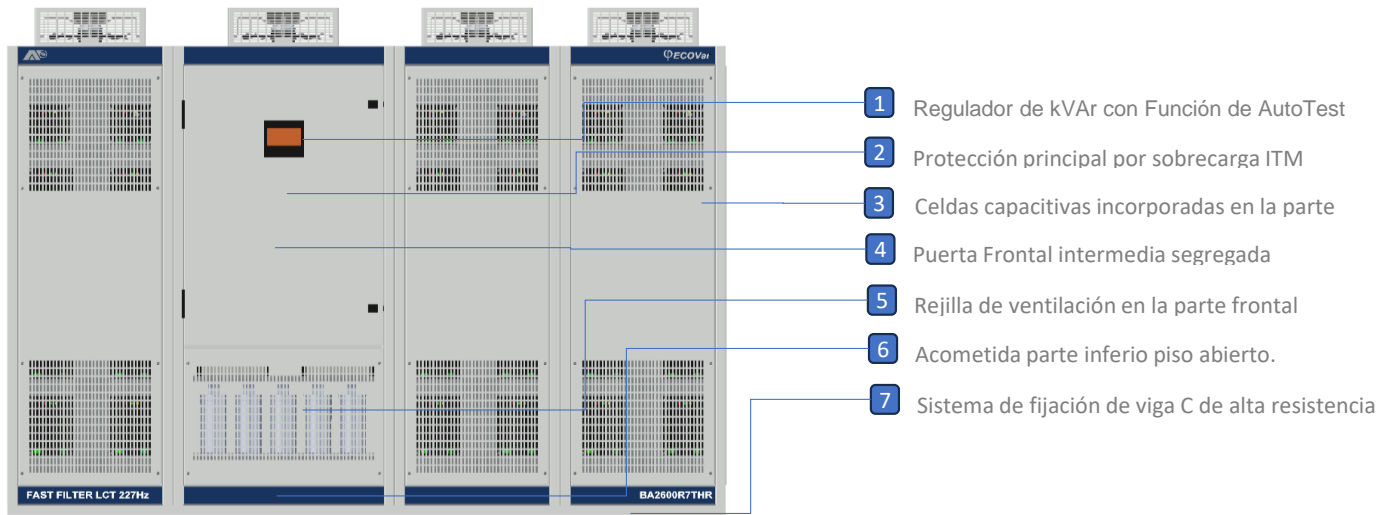 φECOVar
1 Regulador de kVAr con Función de AutoTest
2 Protección principal por sobrecarga ITM
3 Celdas capacitivas incorporadas en la parte
4 Puerta Frontal intermedia segregada
5 Rejilla de ventilación en la parte frontal
6 Acometida parte inferio piso abierto.
7 Sistema de fijación de viga C de alta resistencia
FAST FILTER LCT 227Hz
BA2600R7THR